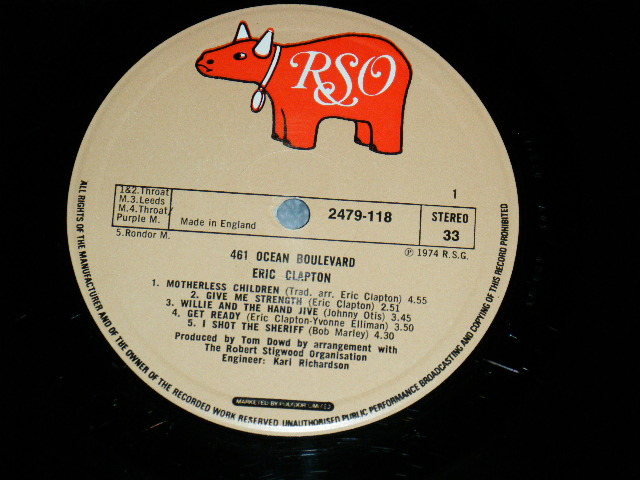 RSO
1&2.Throat
M.3.Leeds
M.4.Throat/
Purple M.
5.Rondor M.
Made in England
2479-118
1
STEREO
33
℗ 1974 R.S.G.
461 OCEAN BOULEVARD
ERIC CLAPTON
1. MOTHERLESS CHILDREN (Trad. arr. Eric Clapton) 4.55
2. GIVE ME STRENGTH (Eric Clapton) 2.51
3. WILLIE AND THE HAND JIVE (Johnny Otis) 3.45
4. GET READY (Eric Clapton-Yvonne Elliman) 3.50
5. I SHOT THE SHERIFF (Bob Marley) 4.30
Produced by Tom Dowd by arrangement with
The Robert Stigwood Organisation
Engineer: Karl Richardson
MARKETED BY POLYDOR LIMITED
ALL RIGHTS OF THE MANUFACTURER AND OF THE OWNER OF THE RECORDED WORK RESERVED UNAUTHORISED PUBLIC PERFORMANCE BROADCASTING AND COPYING OF THIS RECORD PROHIBITED